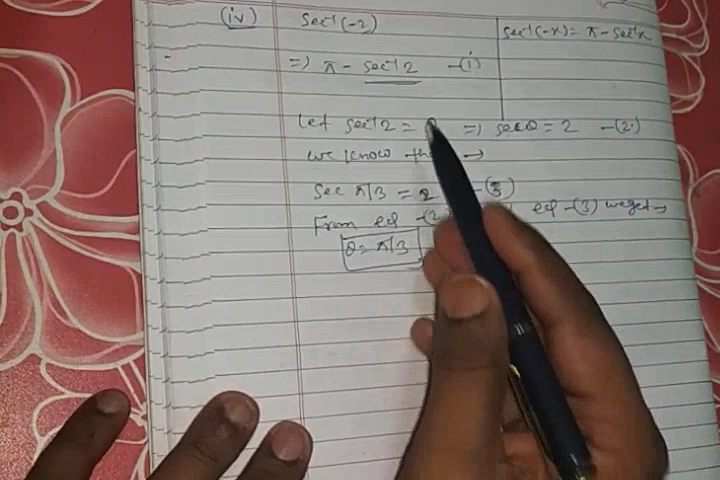 (iv) sec⁻¹(-2)
sec⁻¹(-x) = π - sec⁻¹x
=) π - sec⁻¹2 -(i)
Let sec⁻¹2 = θ =) secθ = 2 -(2)
we know →
sec π/3 = 2 -(3)
From eq -(2) eq -(3) we get →
θ = π/3